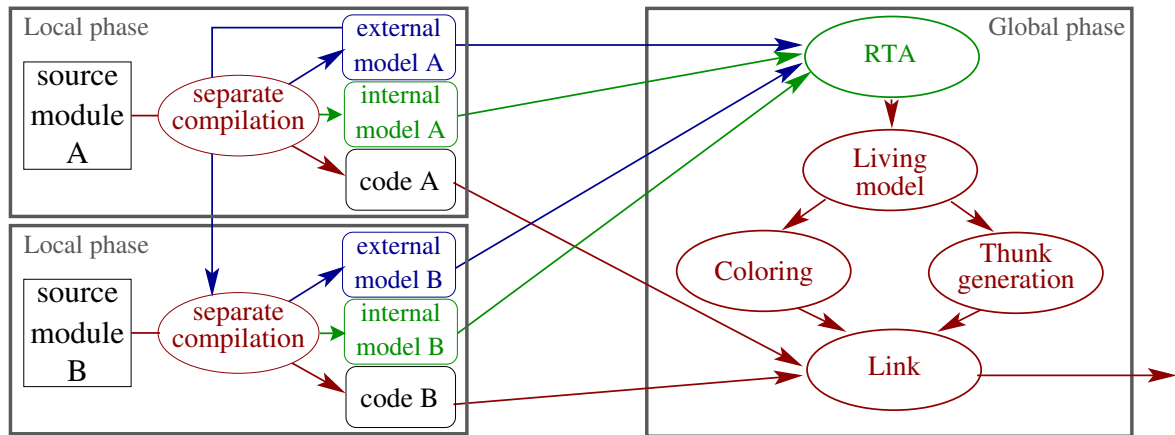 Local phase
source
module
A
separate
compilation
external
model A
internal
model A
code A
Local phase
source
module
B
separate
compilation
external
model B
internal
model B
code B
Global phase
RTA
Living
model
Coloring
Thunk
generation
Link